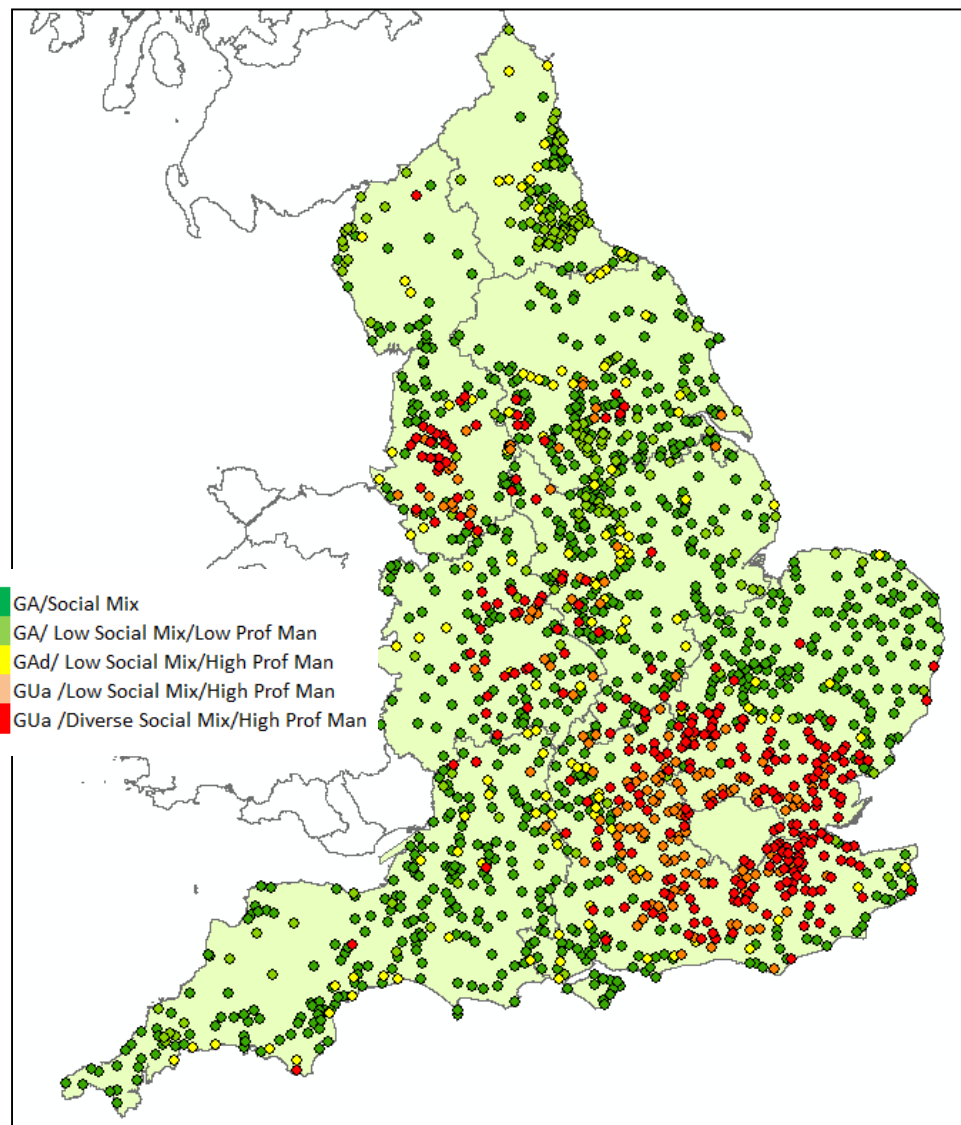 GA/Social Mix
GA/ Low Social Mix/Low Prof Man
GAd/ Low Social Mix/High Prof Man
GUa /Low Social Mix/High Prof Man
GUa /Diverse Social Mix/High Prof Man